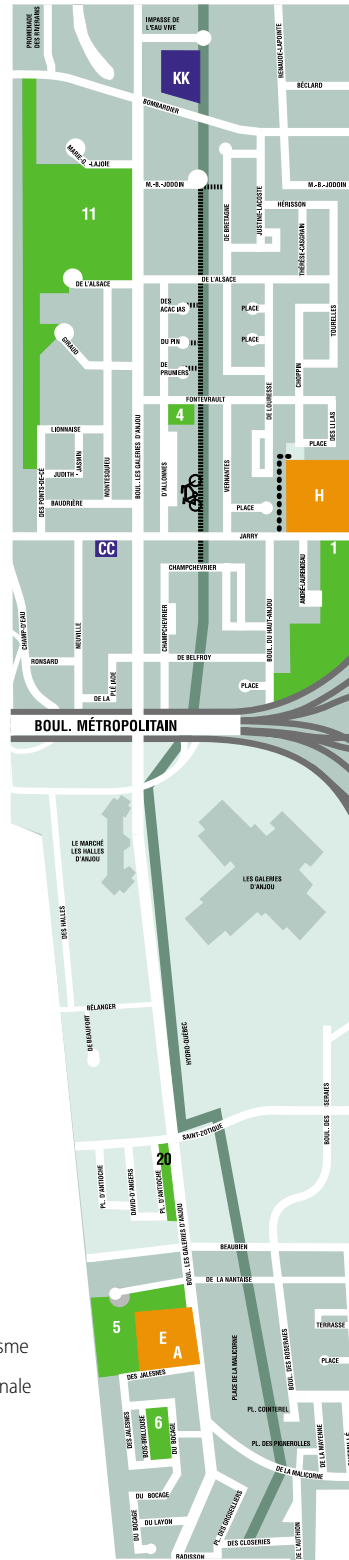 PROMENADE
DES RIVERAINS
IMPASSE DE
L'EAU VIVE
KK
RENAUDE-LAPOINTE
BÉCLARD
BOMBARDIER
MARIE-G.-LAJOIE
M.-B.-JODOIN
M.-B.-JODOIN
11
DE BRETAGNE
JUSTINE-LACOSTE
HÉRISSON
THÉRÈSE-CASGRAIN
TOURELLES
DE L'ALSACE
DE L'ALSACE
DES
ACACIAS
PLACE
GIRAUD
DU PIN
PLACE
DE
PRUNIERS
CHOPPIN
DE LOURESSE
FONTEVRAULT
4
DES LILAS
LIONNAISE
PLACE
JUDITH-JASMIN
MONTESQUIEU
BOUL. LES GALERIES D'ANJOU
D'ALLONNES
VERNANTES
DES PONTS-DE-CÉ
BAUDRIÈRE
PLACE
H
JARRY
CC
1
CHAMPCHEVRIER
CHAMPCHEVRIER
ANDRÉ-LAURENDEAU
CHAMP-D'EAU
NEUVILLE
BOUL. DU HAUT-ANJOU
RONSARD
DE BELFROY
DE LA
PLÉIADE
PLACE
BOUL. MÉTROPOLITAIN
LE MARCHÉ
LES HALLES
D'ANJOU
LES GALERIES
D'ANJOU
DES HALLES
BÉLANGER
DE BEAUFORT
HYDRO-QUÉBEC
BOUL. DES
SERAIES
SAINT-ZOTIQUE
20
PL. D'ANTIOCHE
DAVID-D'ANGERS
PL. D'ANTIOCHE
BOUL. LES GALERIES D'ANJOU
BEAUBIEN
DE LA NANTAISE
5
E
A
PLACE DE LA MALICORNE
BOUL. DES ROSERAIES
TERRASSE
PLACE
sme
nale
DES JALESNES
DES JALESNES
BOIS-BRILLOUSE
6
DU BOCAGE
PL. COINTEREL
PL. DES PIGNEROLLES
DE LA MAYENNE
DE LA MALICORNE
DU BOCAGE
DU LAYON
DU BOCAGE
PL. DES GROSEILLIERS
DES CLOSERIES
DE L'AUTHION
RADISSON